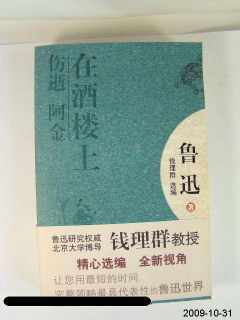 在酒楼上
伤逝 阿金
鲁迅 著
钱理群 选编
鲁迅研究权威
北京大学博导
钱理群教授
精心选编 全新视角
让您用最短的时间
完整领略最具代表性的鲁迅世界
2009-10-31